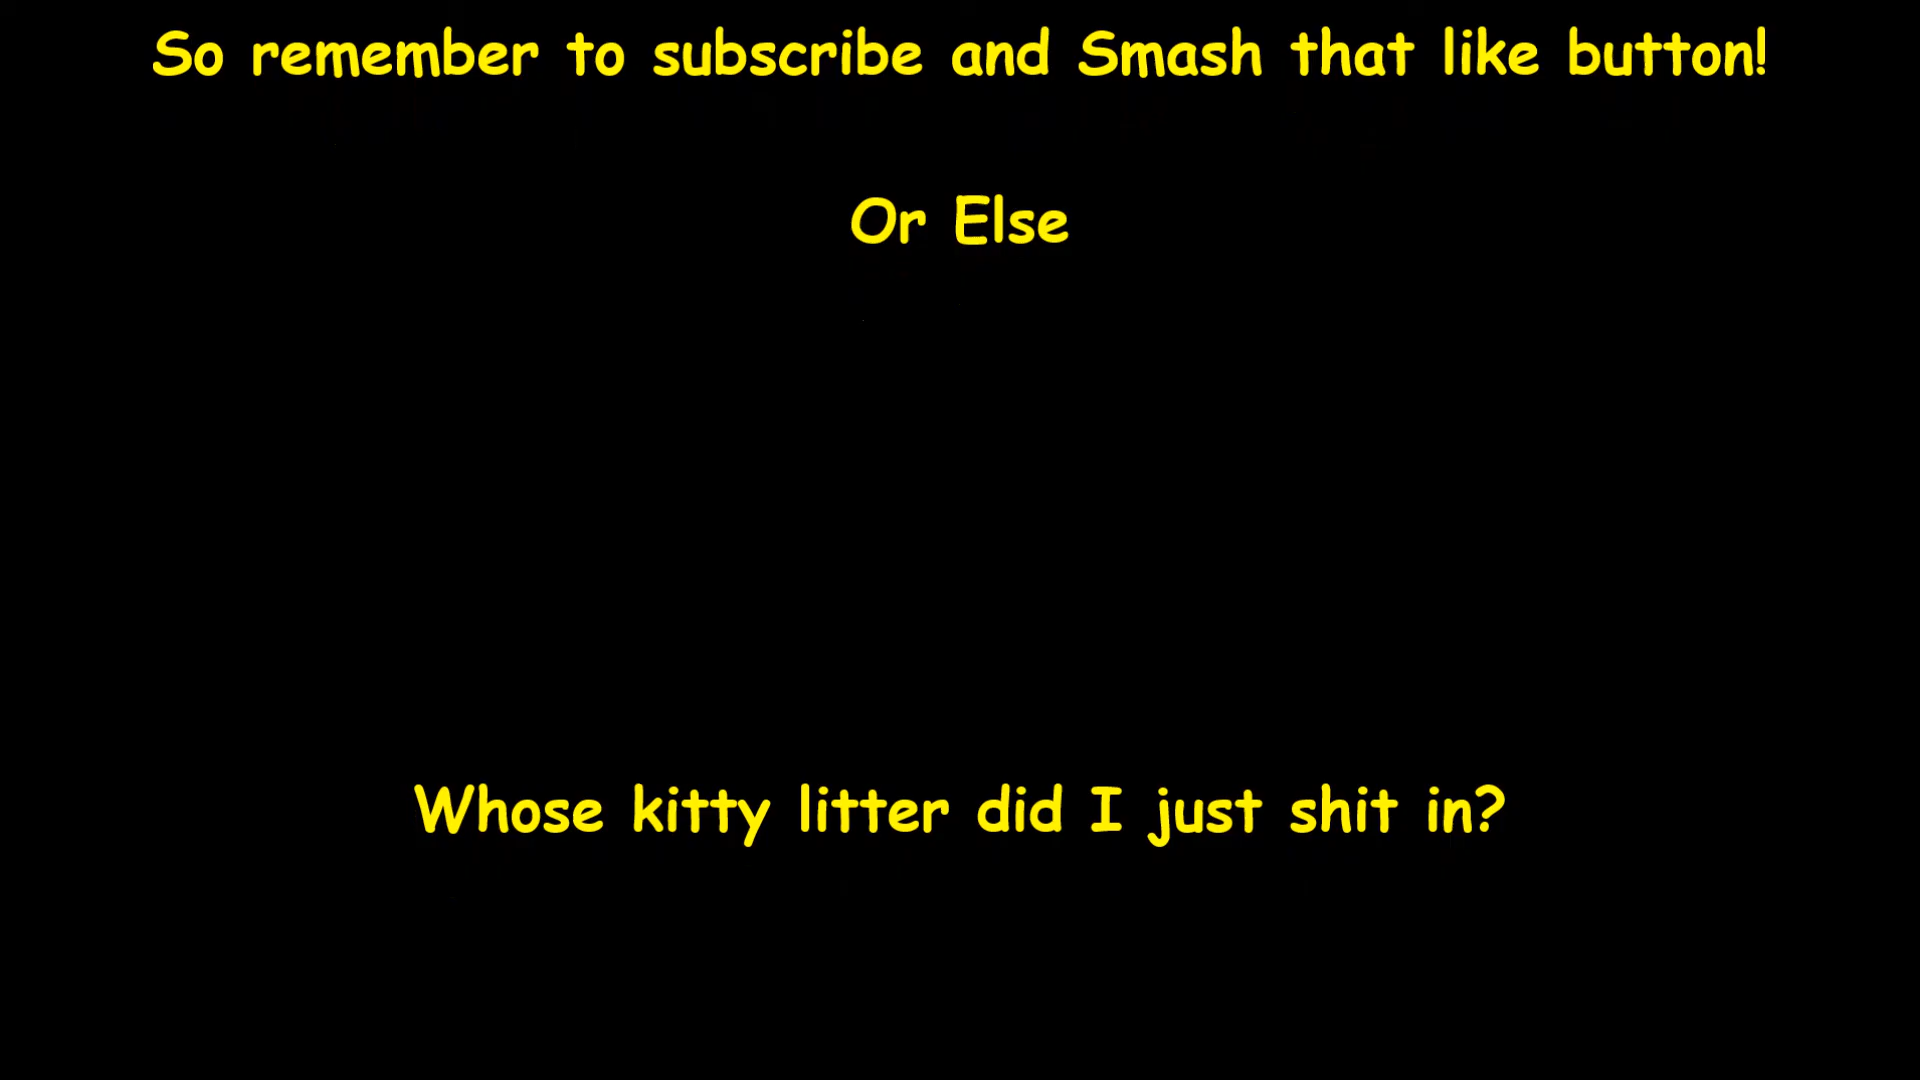 So remember to subscribe and Smash that like button!
Or Else
Whose kitty litter did I just shit in?